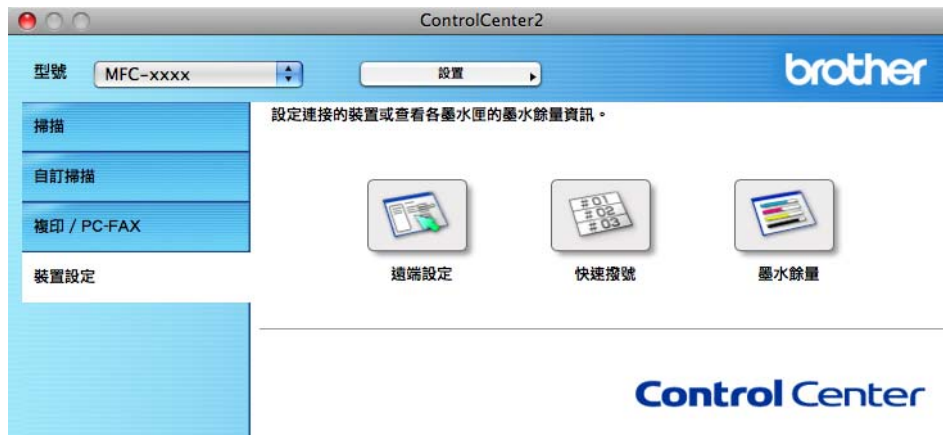 ControlCenter2
型號
MFC-xxxx
設置
brother
掃描
自訂掃描
複印 / PC-FAX
裝置設定
設定連接的裝置或查看各墨水匣的墨水餘量資訊。
#01
#02
#03
遠端設定
快速撥號
墨水餘量
Control Center